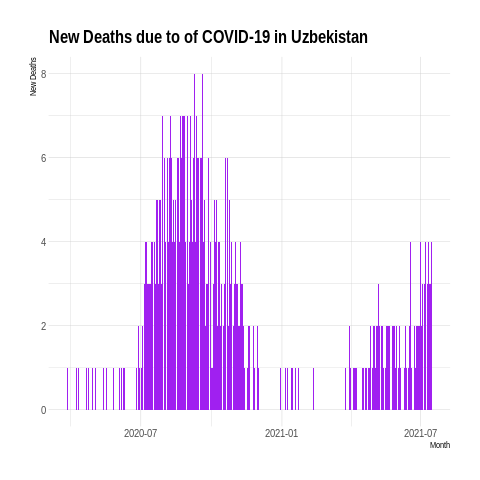 New Deaths due to of COVID-19 in Uzbekistan
New Deaths
8
6
4
2
0
2020-07
2021-01
2021-07
Month